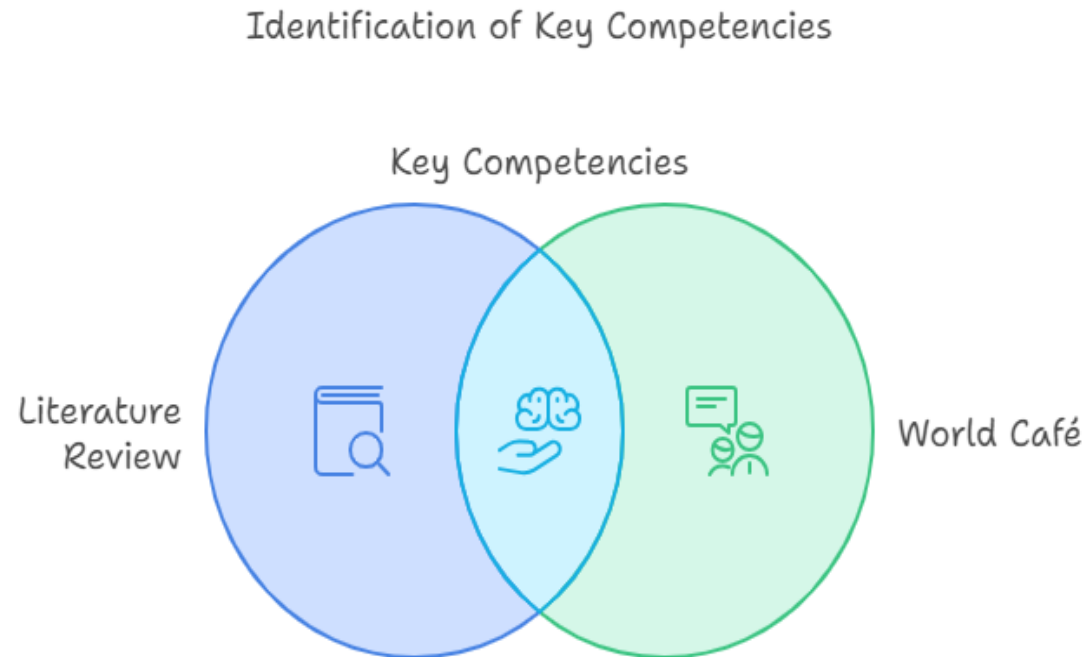 Identification of Key Competencies
Key Competencies
Literature
Review
World Café